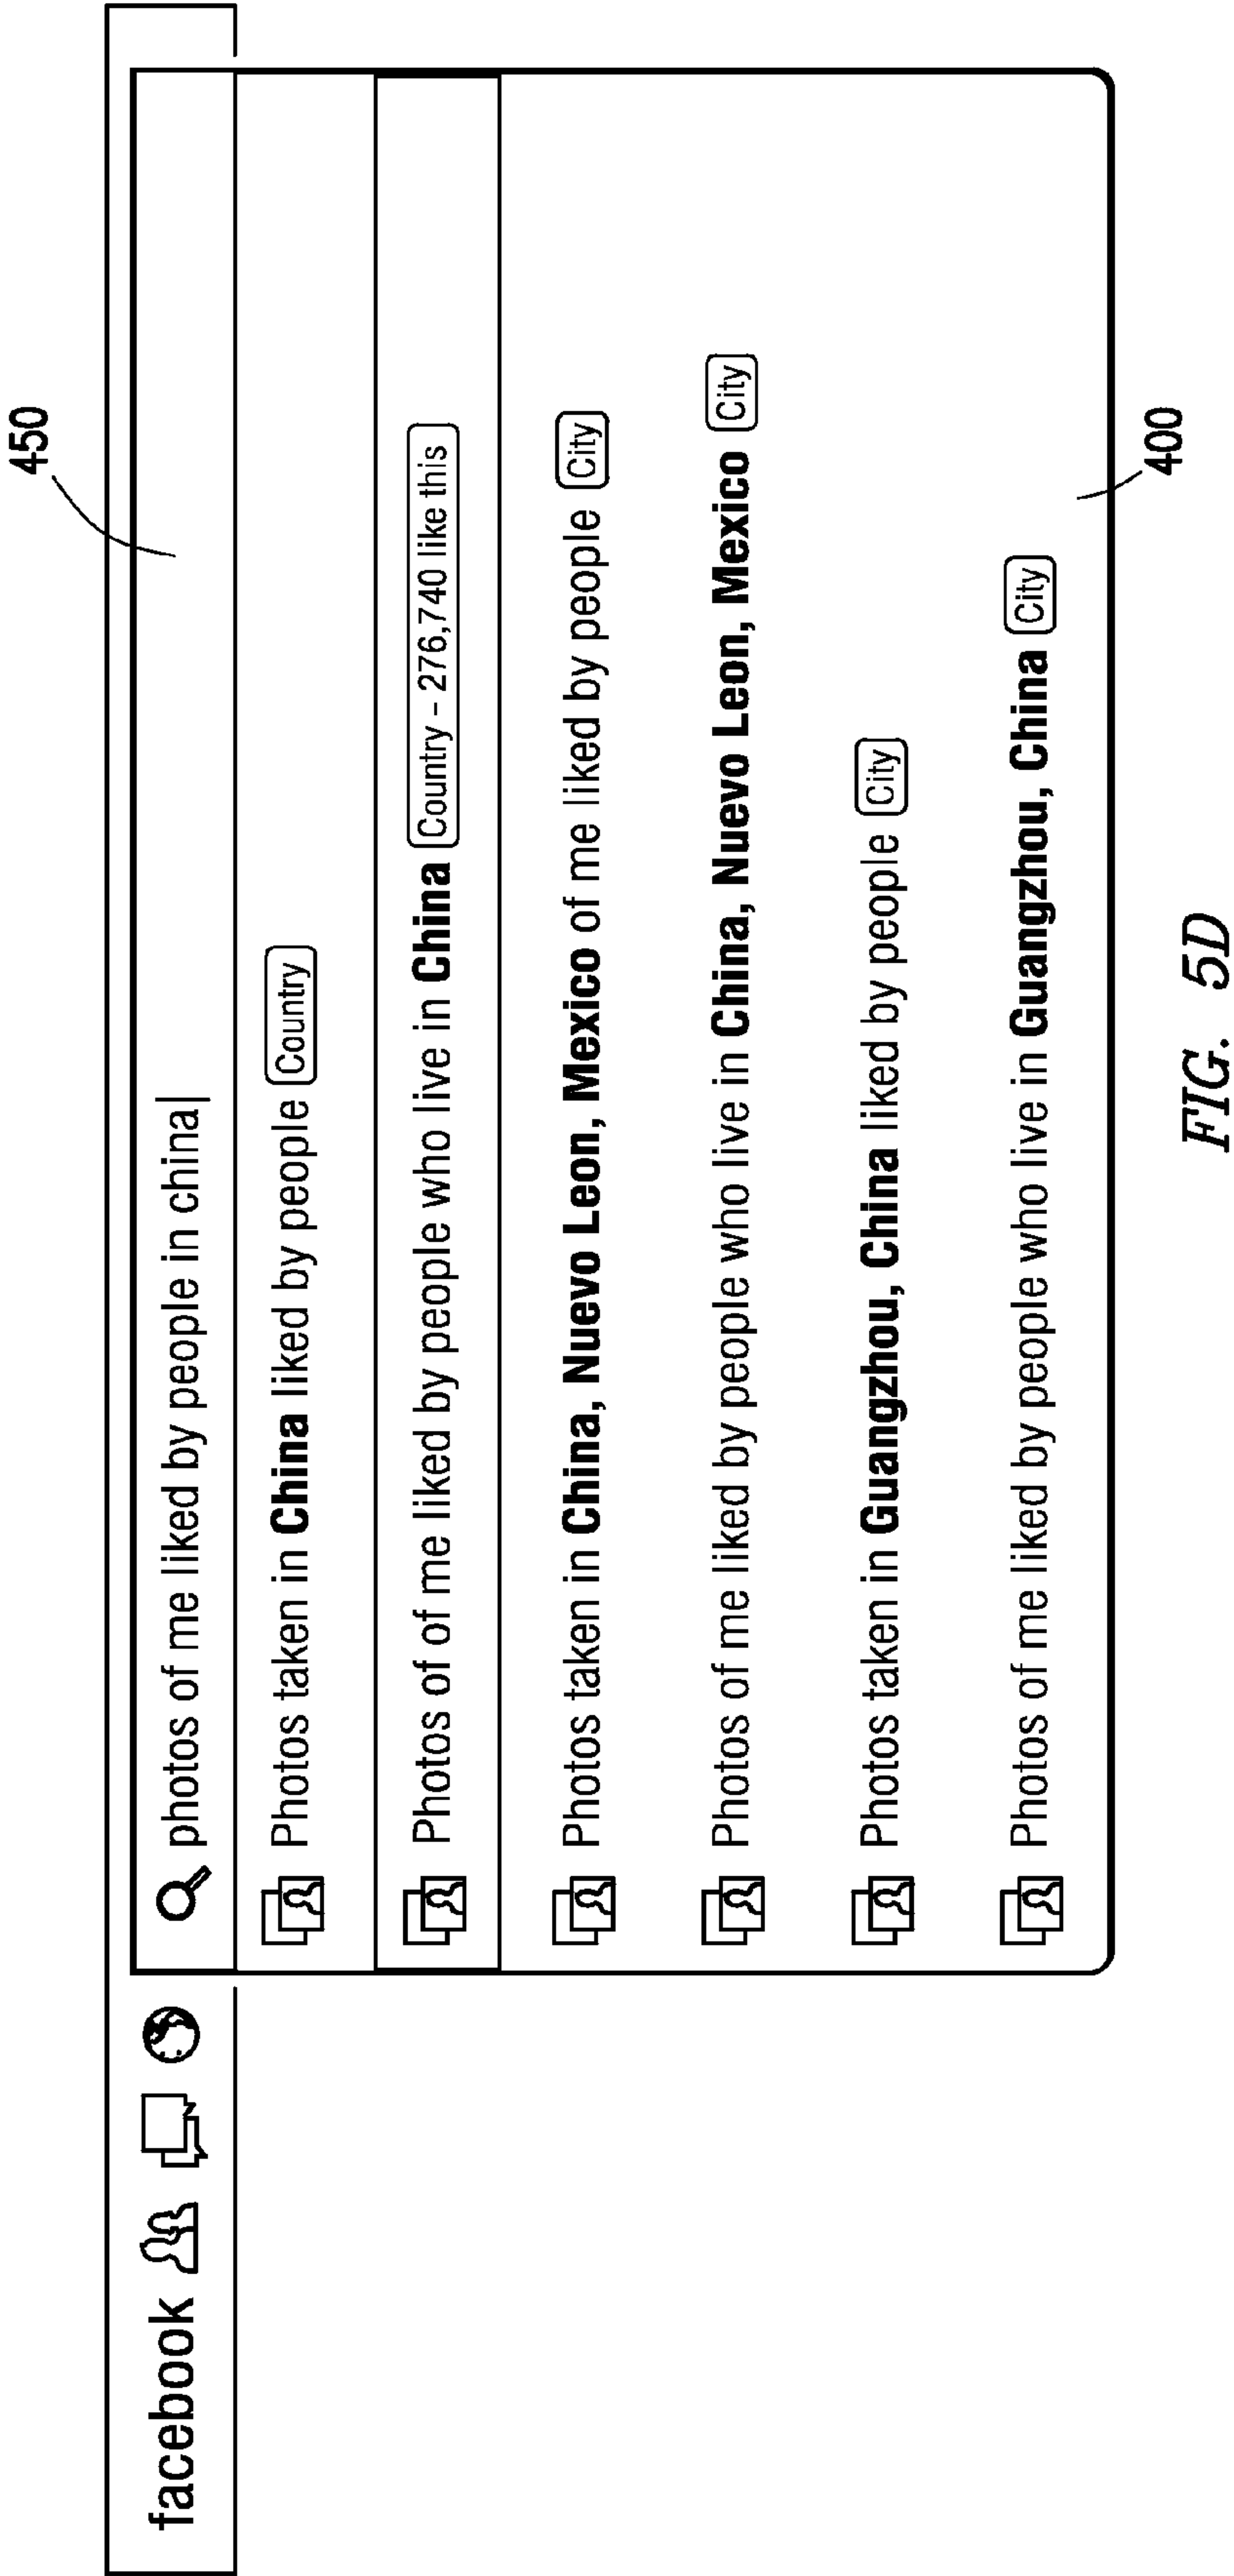 450
facebook
photos of me liked by people in china
Photos taken in China liked by people Country
Photos of of me liked by people who live in China Country – 276,740 like this
Photos taken in China, Nuevo Leon, Mexico of me liked by people City
Photos of me liked by people who live in China, Nuevo Leon, Mexico City
Photos taken in Guangzhou, China liked by people City
Photos of me liked by people who live in Guangzhou, China City
400
FIG. 5D